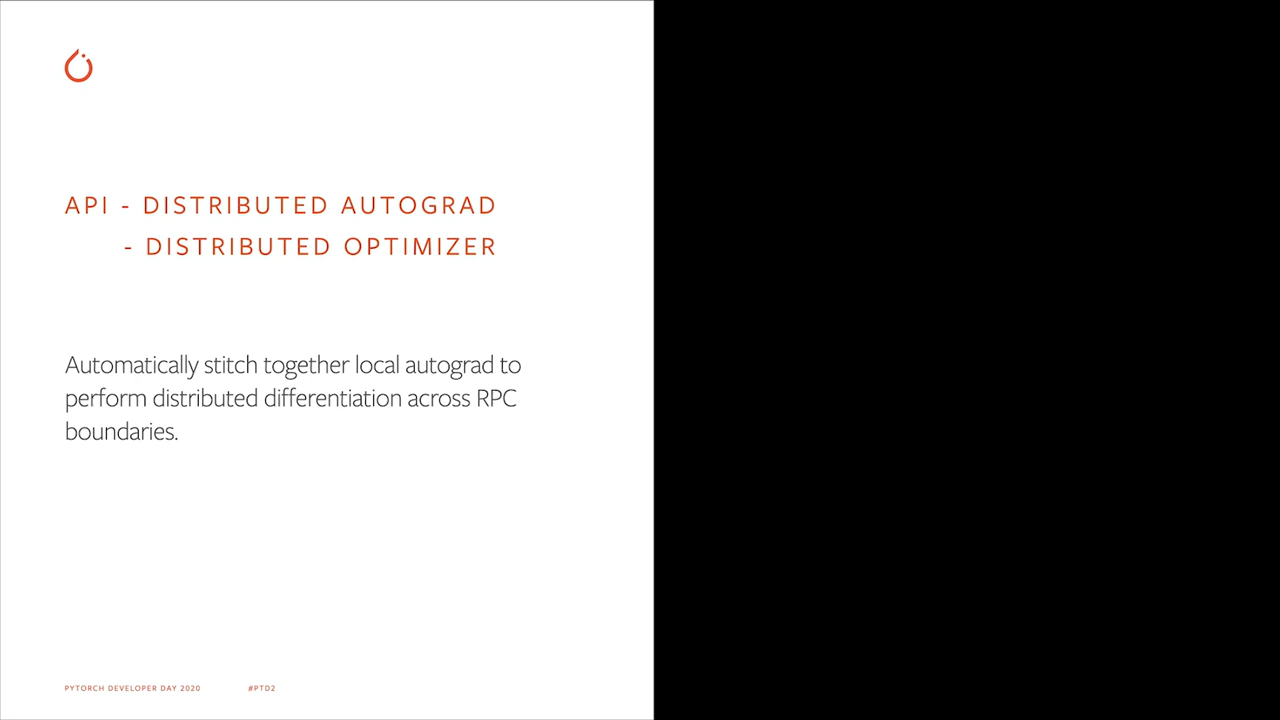 API - DISTRIBUTED AUTOGRAD
- DISTRIBUTED OPTIMIZER
Automatically stitch together local autograd to
perform distributed differentiation across RPC
boundaries.
PYTORCH DEVELOPER DAY 2020 #PTD2